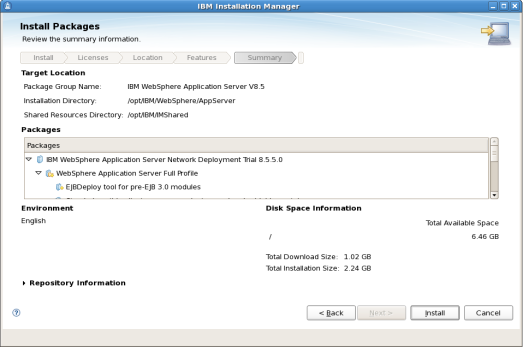 IBM Installation Manager
Install Packages
Review the summary information.
Install Licenses Location Features Summary
Target Location
Package Group Name: IBM WebSphere Application Server V8.5
Installation Directory: /opt/IBM/WebSphere/AppServer
Shared Resources Directory: /opt/IBM/IMShared
Packages
Packages
IBM WebSphere Application Server Network Deployment Trial 8.5.5.0
WebSphere Application Server Full Profile
EJBDeploy tool for pre-EJB 3.0 modules
Environment
English
Disk Space Information
Total Available Space
/ 6.46 GB
Total Download Size: 1.02 GB
Total Installation Size: 2.24 GB
Repository Information
< Back Next > Install Cancel